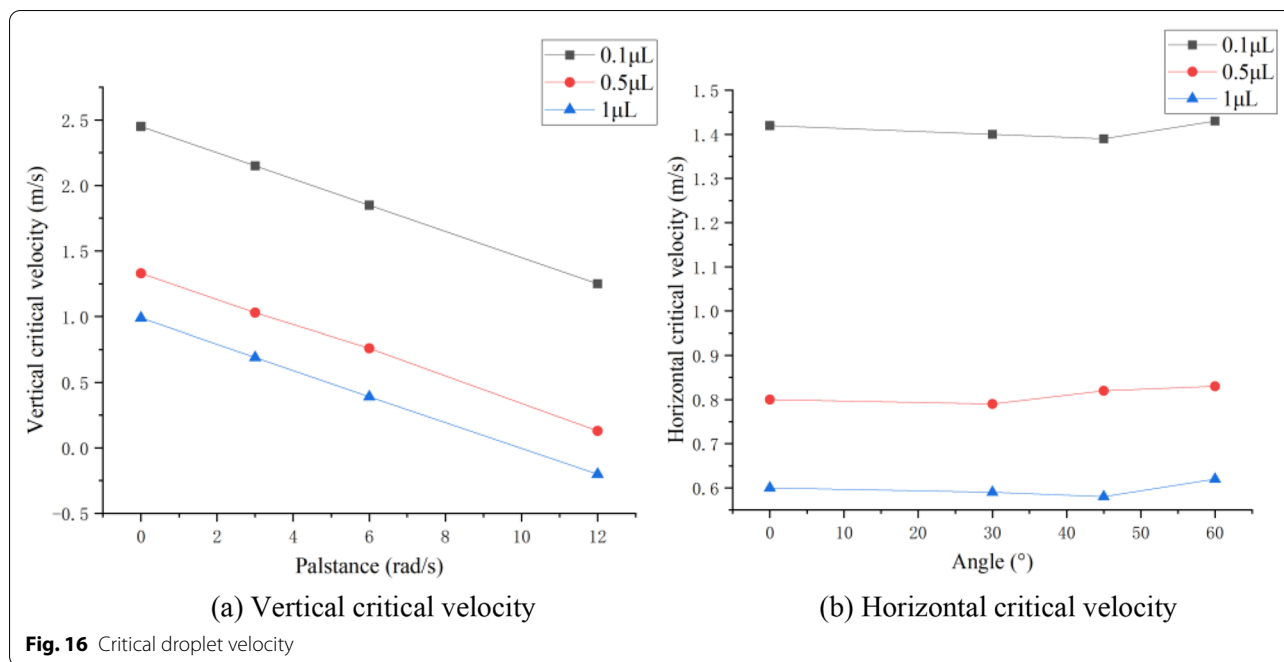 0.1μL
0.5μL
1μL
2.5
2.0
1.5
1.0
0.5
0.0
-0.5
Vertical critical velocity (m/s)
0 2 4 6 8 10 12
Palstance (rad/s)
(a) Vertical critical velocity
0.1μL
0.5μL
1μL
1.5
1.4
1.3
1.2
1.1
1.0
0.9
0.8
0.7
0.6
Horizontal critical velocity (m/s)
0 10 20 30 40 50 60
Angle (°)
(b) Horizontal critical velocity
Fig. 16 Critical droplet velocity